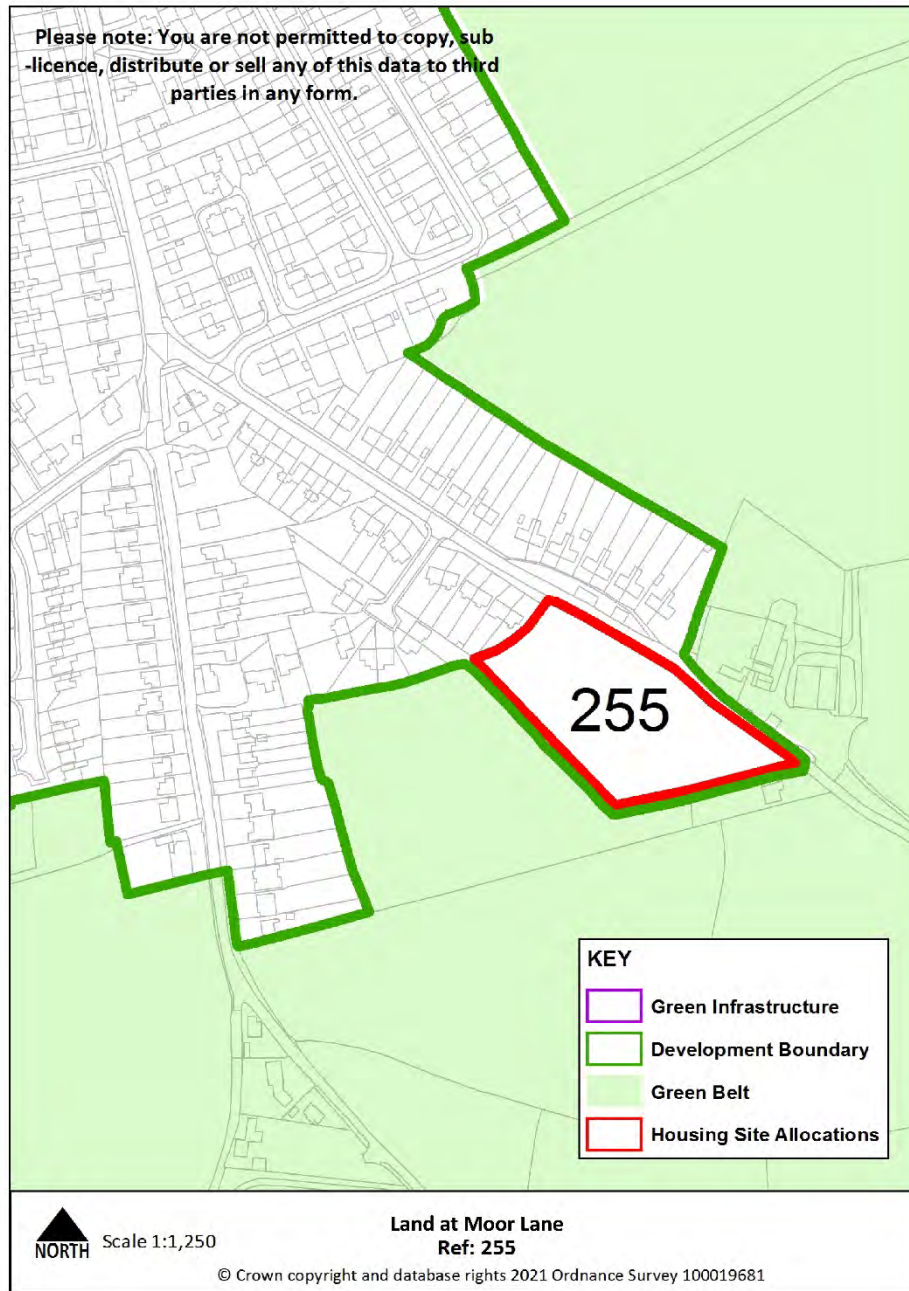 Please note: You are not permitted to copy, sub
-licence, distribute or sell any of this data to third
parties in any form.
255
KEY
Green Infrastructure
Development Boundary
Green Belt
Housing Site Allocations
NORTH
Scale 1:1,250
Land at Moor Lane
Ref: 255
© Crown copyright and database rights 2021 Ordnance Survey 100019681